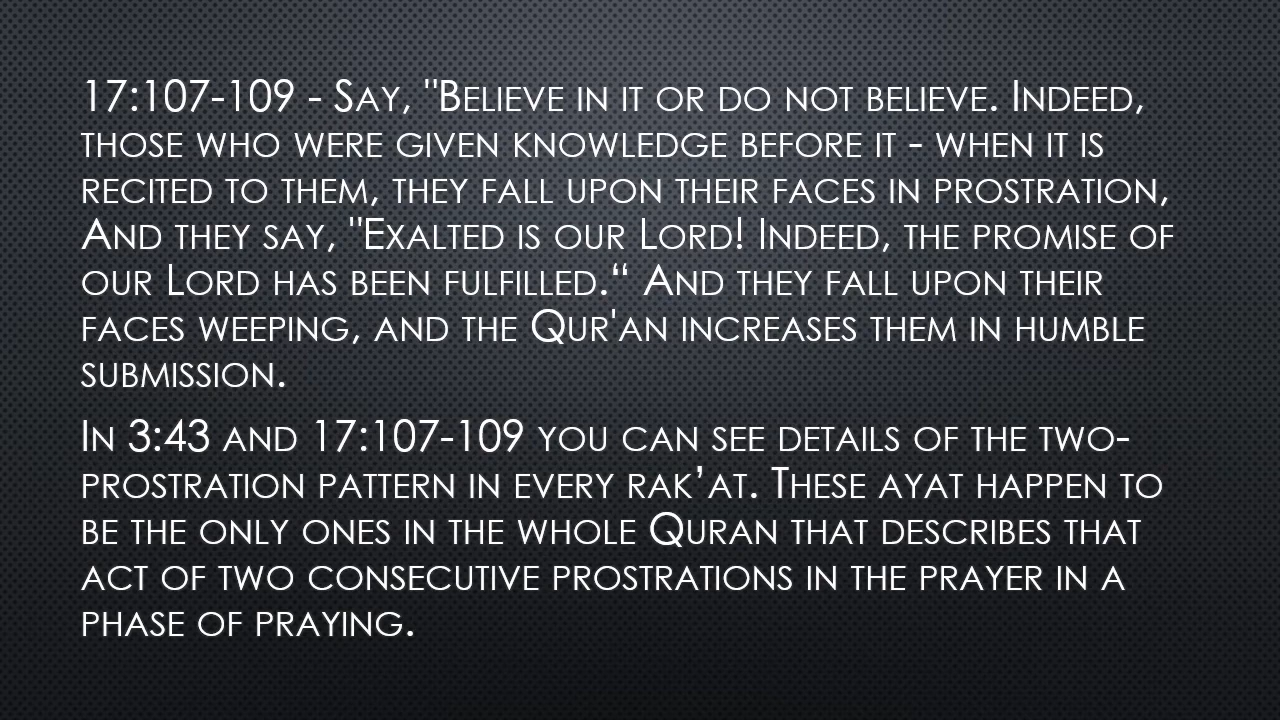 17:107-109 - Say, "Believe in it or do not believe. Indeed,
those who were given knowledge before it - when it is
recited to them, they fall upon their faces in prostration,
And they say, "Exalted is our Lord! Indeed, the promise of
our Lord has been fulfilled.“ And they fall upon their
faces weeping, and the Qur'an increases them in humble
submission.
In 3:43 and 17:107-109 you can see details of the two-
prostration pattern in every rak’at. These ayat happen to
be the only ones in the whole Quran that describes that
act of two consecutive prostrations in the prayer in a
phase of praying.